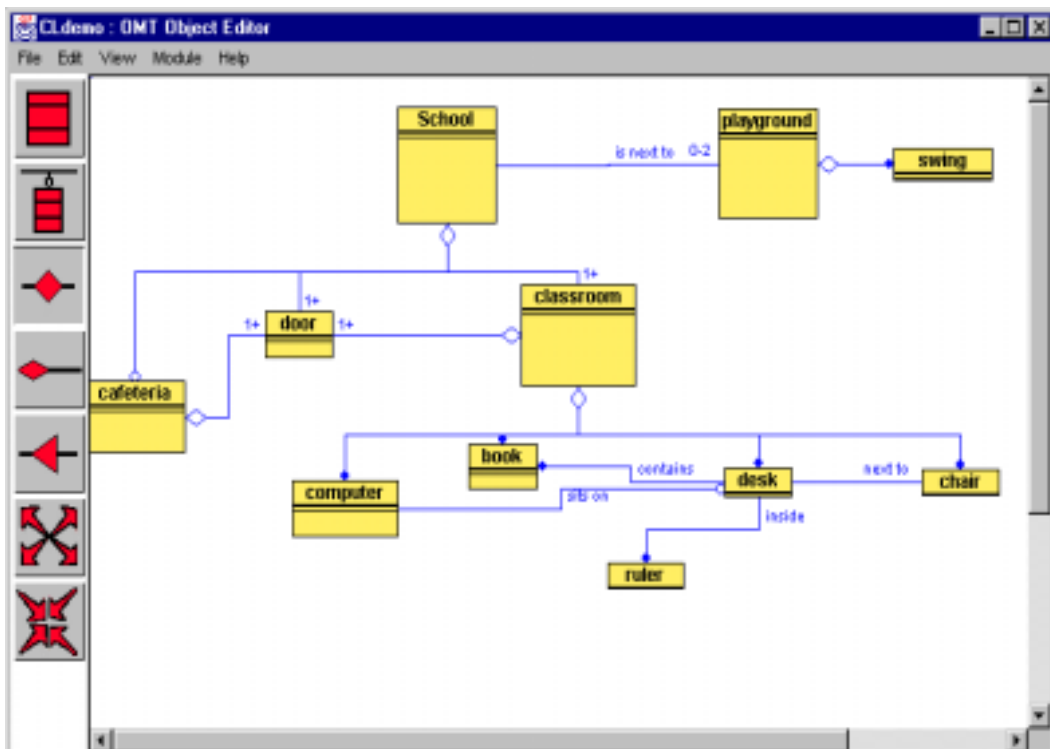 CLdemo : OMT Object Editor
File Edit View Module Help
School
playground
is next to 0-2
swing
1+
classroom
1+
1+ door 1+
cafeteria
book
contains
desk
next to
chair
computer
sits on
inside
ruler